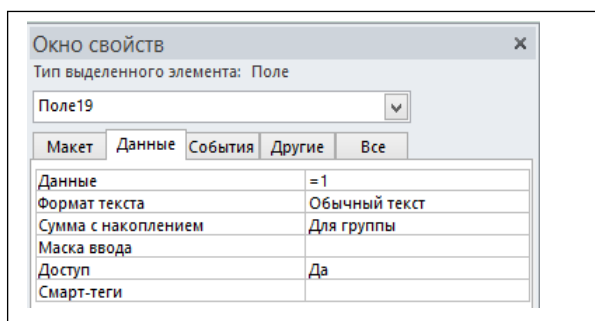 Окно свойств
Тип выделенного элемента: Поле
Поле19
Макет Данные События Другие Все
Данные =1
Формат текста Обычный текст
Сумма с накоплением Для группы
Маска ввода
Доступ Да
Смарт-теги